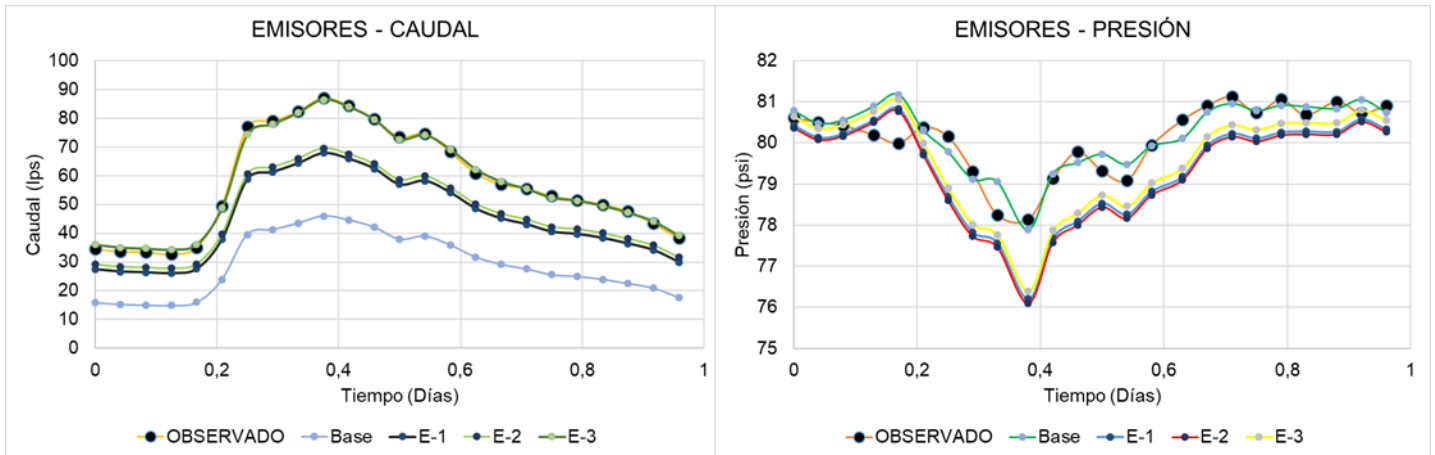 EMISORES - CAUDAL
Caudal (lps)
100
90
80
70
60
50
40
30
20
10
0
0 0,2 0,4 0,6 0,8 1
Tiempo (Días)
OBSERVADO Base E-1 E-2 E-3
EMISORES - PRESIÓN
Presión (psi)
82
81
80
79
78
77
76
75
0 0,2 0,4 0,6 0,8 1
Tiempo (Días)
OBSERVADO Base E-1 E-2 E-3